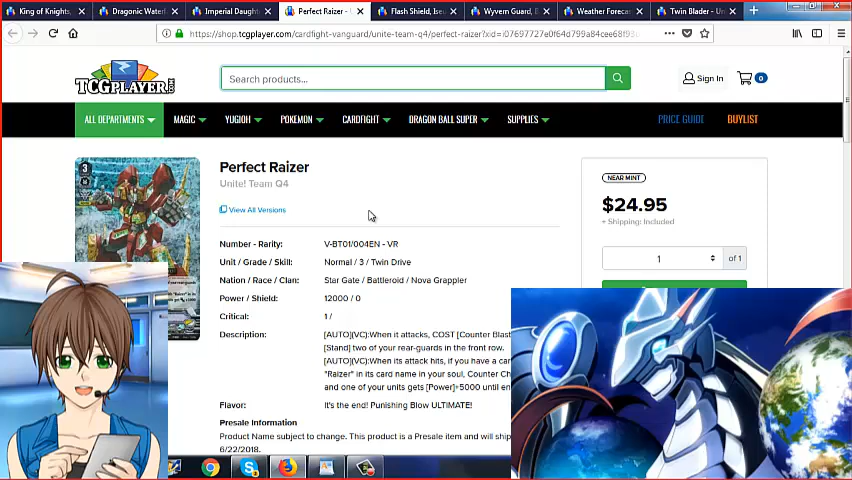 King of Knights,
Dragonic Waterf
Imperial Daught
Perfect Raizer -
Flash Shield, Iseu
Wyvern Guard, B
Weather Forecas
Twin Blader - Un
https://shop.tcgplayer.com/cardfight-vanguard/unite-team-q4/perfect-raizer?xid=i07697727e0f64d799a84cee68f93
TCGPLAYER.COM
Search products...
Sign In
0
ALL DEPARTMENTS
MAGIC
YUGIOH
POKEMON
CARDFIGHT
DRAGON BALL SUPER
SUPPLIES
PRICE GUIDE
BUYLIST
3
Perfect Raizer
Unite! Team Q4
View All Versions
Number - Rarity: V-BT01/004EN - VR
Unit / Grade / Skill: Normal / 3 / Twin Drive
Nation / Race / Clan: Star Gate / Battleroid / Nova Grappler
Power / Shield: 12000 / 0
Critical: 1 /
Description: [AUTO](VC):When it attacks, COST [Counter Blast
[Stand] two of your rear-guards in the front row.
[AUTO](VC):When its attack hits, if you have a car
"Raizer" in its card name in your soul, Counter Ch
and one of your units gets [Power]+5000 until en
Flavor: It's the end! Punishing Blow ULTIMATE!
Presale Information
Product Name subject to change. This product is a Presale item and will ship
6/22/2018.
NEAR MINT
$24.95
+ Shipping: Included
1
of 1